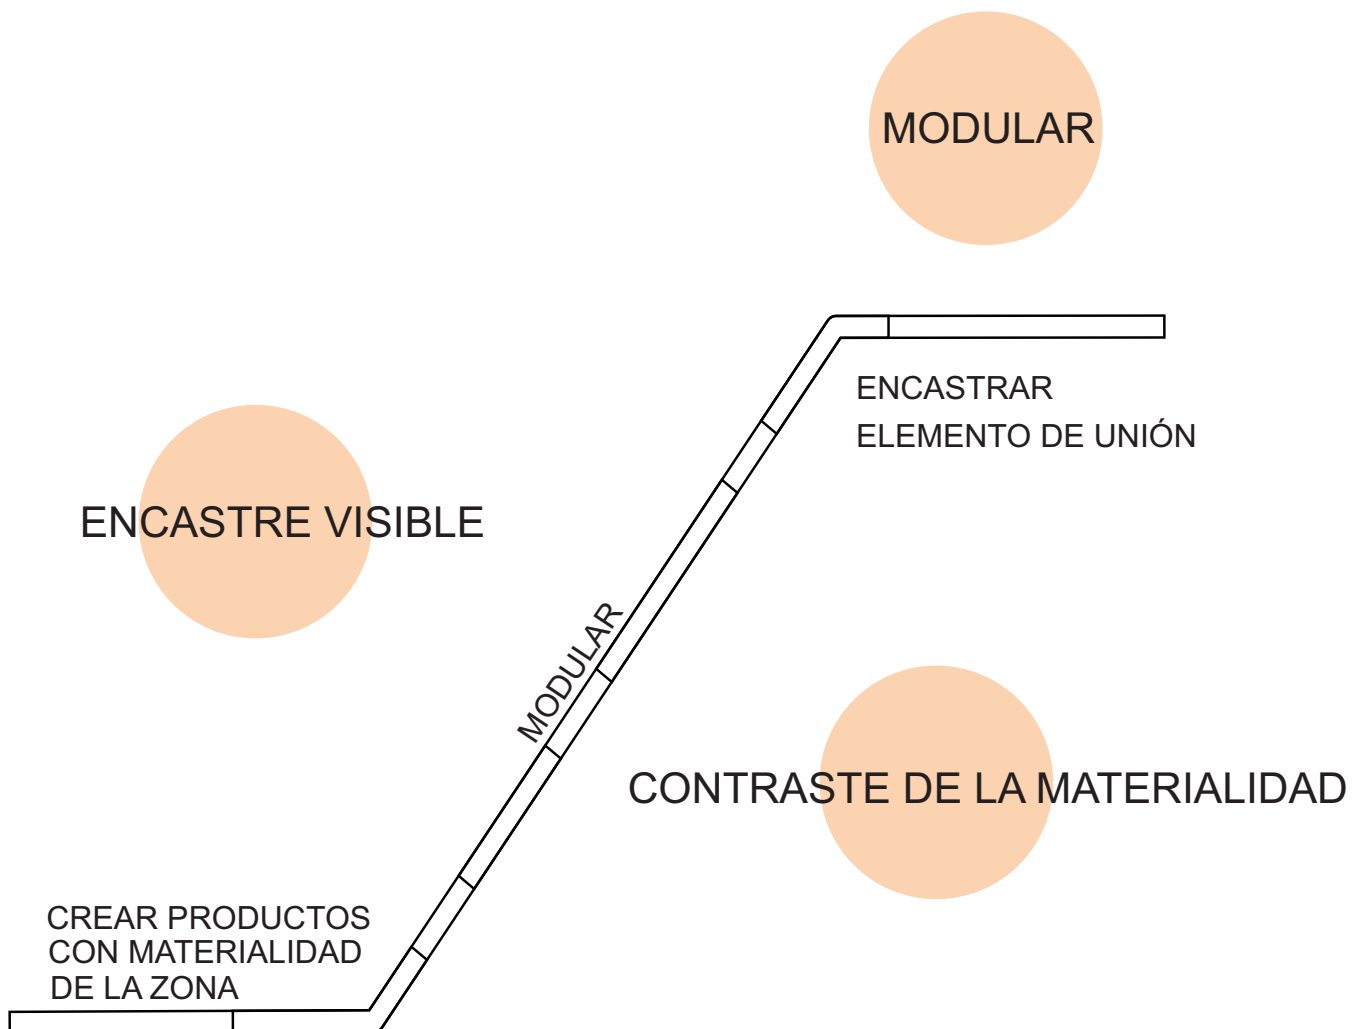 MODULAR
ENCASTRAR
ELEMENTO DE UNIÓN
ENCASTRE VISIBLE
MODULAR
CONTRASTE DE LA MATERIALIDAD
CREAR PRODUCTOS
CON MATERIALIDAD
DE LA ZONA